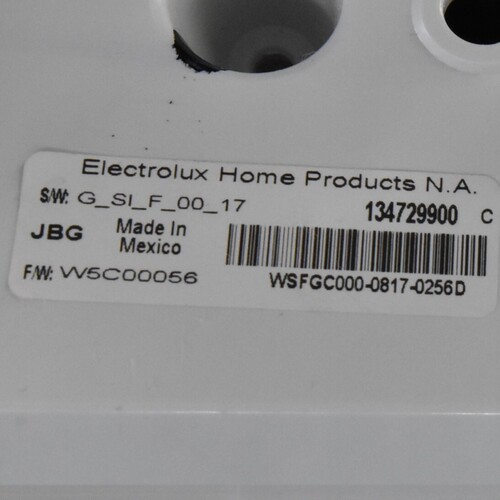 Electrolux Home Products N.A.
S/W: G_SI_F_00_17 134729900 C
JBG Made In
Mexico
F/W: W5C00056 WSFGC000-0817-0256D